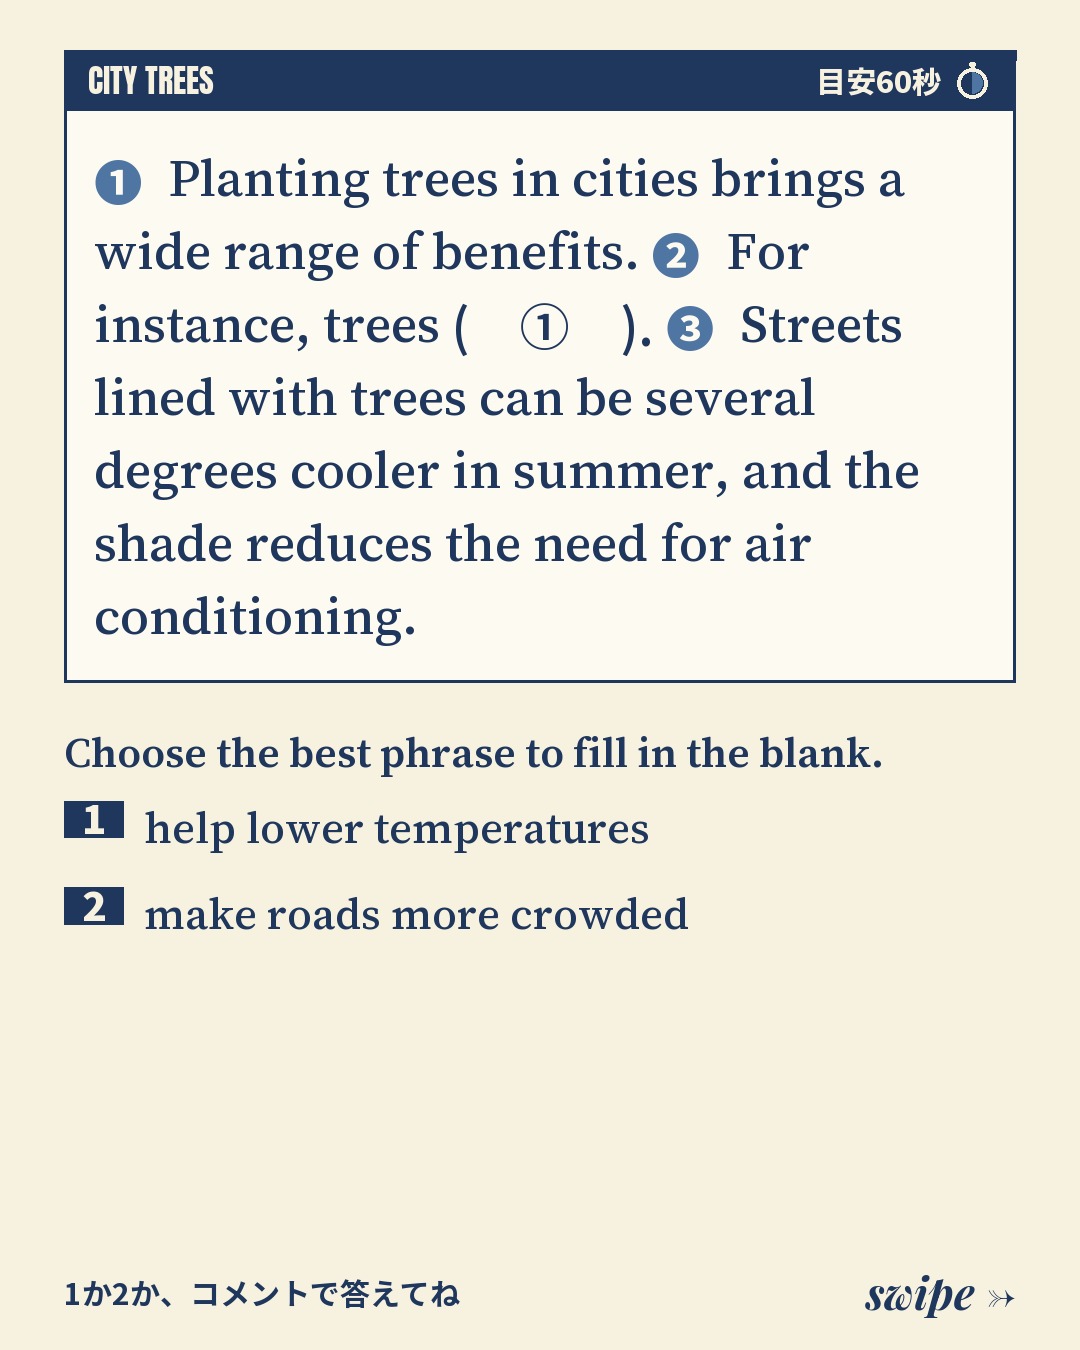 CITY TREES 目安60秒
❶ Planting trees in cities brings a
wide range of benefits. ❷ For
instance, trees ( ① ). ❸ Streets
lined with trees can be several
degrees cooler in summer, and the
shade reduces the need for air
conditioning.
Choose the best phrase to fill in the blank.
1 help lower temperatures
2 make roads more crowded
1か2か、コメントで答えてね swipe